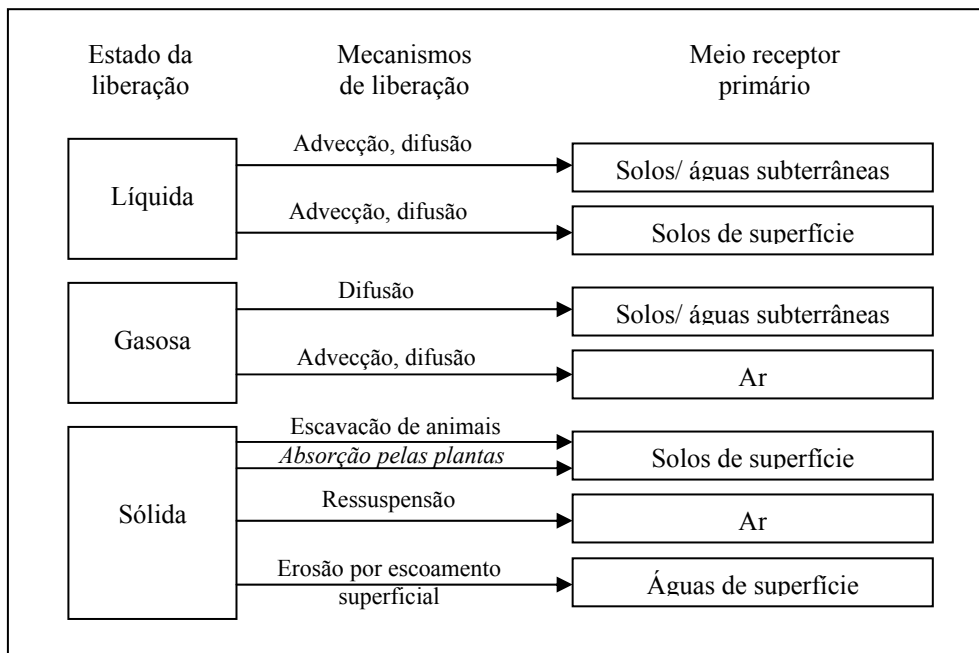 Estado da
liberação
Mecanismos
de liberação
Meio receptor
primário
Líquida
Advecção, difusão
Solos/ águas subterrâneas
Advecção, difusão
Solos de superfície
Gasosa
Difusão
Solos/ águas subterrâneas
Advecção, difusão
Ar
Sólida
Escavacão de animais
Absorção pelas plantas
Solos de superfície
Ressuspensão
Ar
Erosão por escoamento
superficial
Águas de superfície